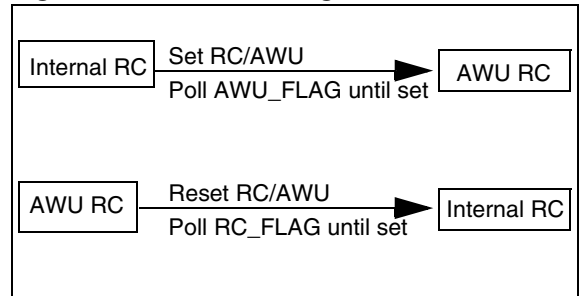 Internal RC
Set RC/AWU
Poll AWU_FLAG until set
AWU RC
AWU RC
Reset RC/AWU
Poll RC_FLAG until set
Internal RC